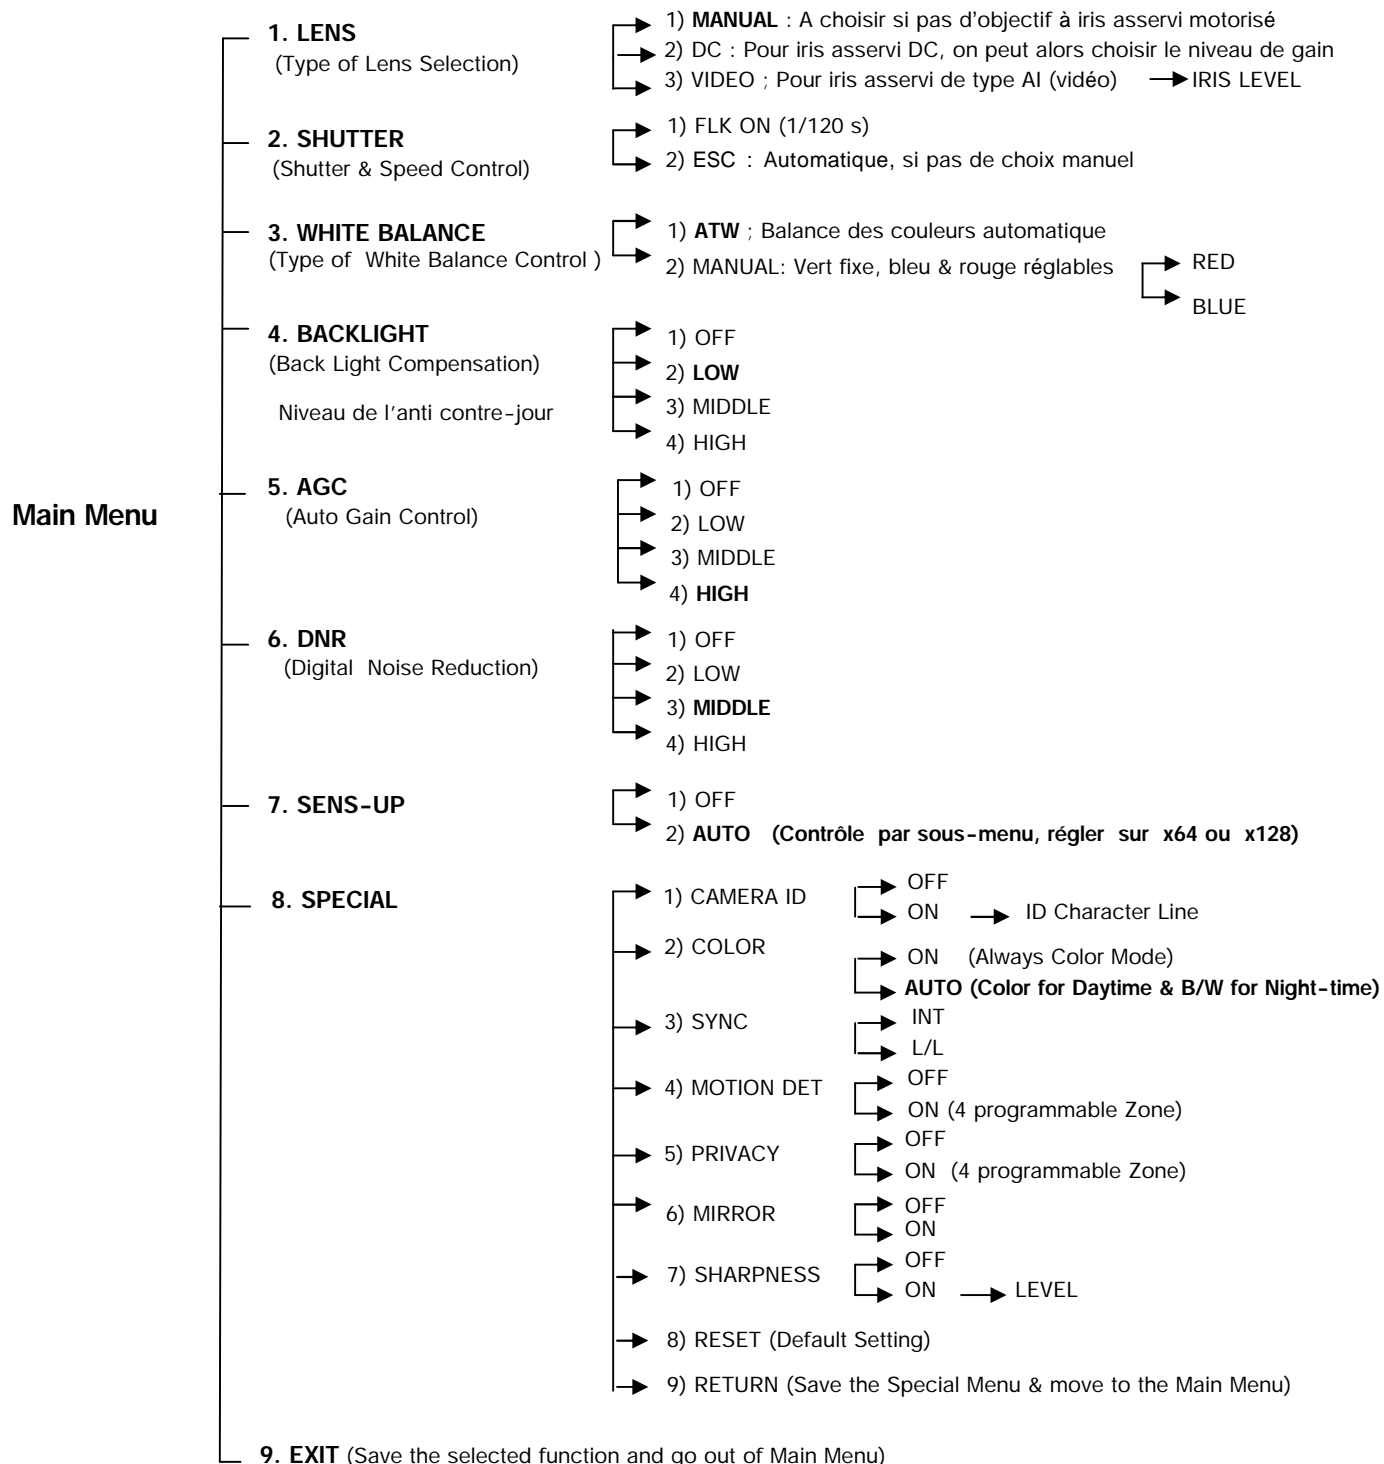 1. LENS
(Type of Lens Selection)
1) MANUAL : A choisir si pas d'objectif à iris asservi motorisé
2) DC : Pour iris asservi DC, on peut alors choisir le niveau de gain
3) VIDEO ; Pour iris asservi de type AI (vidéo) IRIS LEVEL
2. SHUTTER
(Shutter & Speed Control)
1) FLK ON (1/120 s)
2) ESC : Automatique, si pas de choix manuel
3. WHITE BALANCE
(Type of White Balance Control )
1) ATW ; Balance des couleurs automatique
2) MANUAL: Vert fixe, bleu & rouge réglables
RED
BLUE
4. BACKLIGHT
(Back Light Compensation)
Niveau de l'anti contre-jour
1) OFF
2) LOW
3) MIDDLE
4) HIGH
Main Menu
5. AGC
(Auto Gain Control)
1) OFF
2) LOW
3) MIDDLE
4) HIGH
6. DNR
(Digital Noise Reduction)
1) OFF
2) LOW
3) MIDDLE
4) HIGH
7. SENS-UP
1) OFF
2) AUTO (Contrôle par sous-menu, régler sur x64 ou x128)
8. SPECIAL
1) CAMERA ID
OFF
ON ID Character Line
2) COLOR
ON (Always Color Mode)
AUTO (Color for Daytime & B/W for Night-time)
3) SYNC
INT
L/L
4) MOTION DET
OFF
ON (4 programmable Zone)
5) PRIVACY
OFF
ON (4 programmable Zone)
6) MIRROR
OFF
ON
7) SHARPNESS
OFF
ON LEVEL
8) RESET (Default Setting)
9) RETURN (Save the Special Menu & move to the Main Menu)
9. EXIT (Save the selected function and go out of Main Menu)